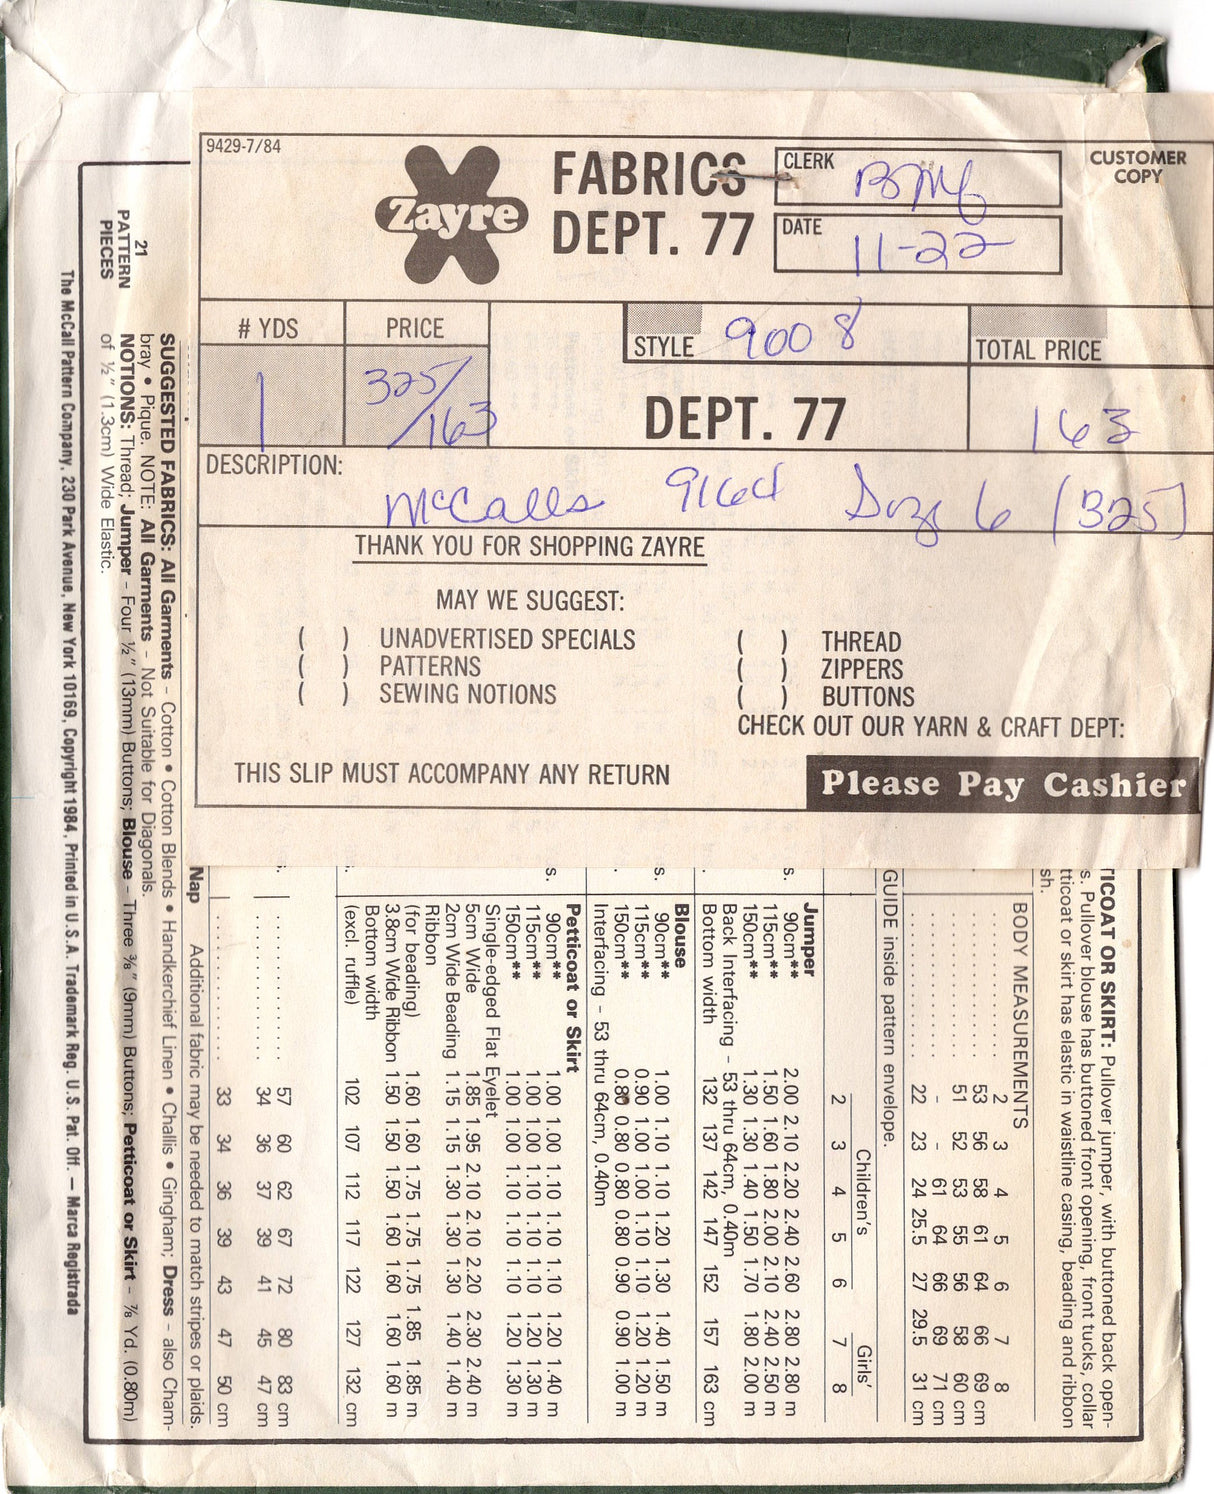 9429-7/84
Zayre
FABRICS
DEPT. 77
CLERK
DATE 11-22
CUSTOMER
COPY
# YDS PRICE STYLE 9008 TOTAL PRICE
1 325/163 DEPT. 77 163
DESCRIPTION:
McCalls 9164 Size 6 (325)
THANK YOU FOR SHOPPING ZAYRE
MAY WE SUGGEST:
( ) UNADVERTISED SPECIALS ( ) THREAD
( ) PATTERNS ( ) ZIPPERS
( ) SEWING NOTIONS ( ) BUTTONS
CHECK OUT OUR YARN & CRAFT DEPT:
THIS SLIP MUST ACCOMPANY ANY RETURN
Please Pay Cashier
TICOAT OR SKIRT: Pullover jumper, with buttoned back open-
s. Pullover blouse has buttoned front opening, front tucks, collar
tticoat or skirt has elastic in waistline casing, beading and ribbon
sh.
BODY MEASUREMENTS
2 3 4 5 6 7 8
53 56 58 61 64 66 69 cm
51 52 53 55 56 58 60 cm
- - 61 64 66 69 71 cm
22 23 24 25.5 27 29.5 31 cm
GUIDE inside pattern envelope.
Children's Girls'
2 3 4 5 6 7 8
Jumper
s. 90cm** 2.00 2.10 2.20 2.40 2.60 2.80 2.80 m
115cm** 1.50 1.60 1.80 2.00 2.10 2.40 2.50 m
150cm** 1.30 1.30 1.40 1.50 1.70 1.80 2.00 m
Back Interfacing - 53 thru 64cm, 0.40m
Bottom width 132 137 142 147 152 157 163 cm
Blouse
s. 90cm** 1.00 1.10 1.10 1.20 1.30 1.40 1.50 m
115cm** 0.90 1.00 1.00 1.10 1.10 1.20 1.20 m
150cm** 0.80 0.80 0.80 0.80 0.90 0.90 1.00 m
Interfacing - 53 thru 64cm, 0.40m
Petticoat or Skirt
s. 90cm** 1.00 1.00 1.10 1.10 1.10 1.20 1.40 m
115cm** 1.00 1.00 1.10 1.10 1.10 1.20 1.30 m
150cm** 1.00 1.00 1.10 1.10 1.10 1.20 1.30 m
Single-edged Flat Eyelet
5cm Wide 1.85 1.95 2.10 2.10 2.20 2.30 2.40 m
2cm Wide Beading 1.15 1.15 1.30 1.30 1.30 1.40 1.40 m
Ribbon
(for beading) 1.60 1.60 1.75 1.75 1.75 1.85 1.85 m
3.8cm Wide Ribbon 1.50 1.50 1.50 1.60 1.60 1.60 1.60 m
Bottom width
(excl. ruffle) 102 107 112 117 122 127 132 cm
57 60 62 67 72 80 83 cm
34 36 37 39 41 45 47 cm
33 34 36 39 43 47 50 cm
Nap Additional fabric may be needed to match stripes or plaids.
SUGGESTED FABRICS: All Garments - Cotton • Cotton Blends • Handkerchief Linen • Challis • Gingham; Dress - also Cham-
bray • Pique. NOTE: All Garments - Not Suitable for Diagonals.
NOTIONS: Thread; Jumper - Four ½" (13mm) Buttons; Blouse - Three ⅜" (9mm) Buttons; Petticoat or Skirt - ⅞ Yd. (0.80m)
of ½" (1.3cm) Wide Elastic.
21
PATTERN
PIECES
The McCall Pattern Company, 230 Park Avenue, New York 10169, Copyright 1984, Printed in U.S.A. Trademark Reg. U.S. Pat. Off. — Marca Registrada